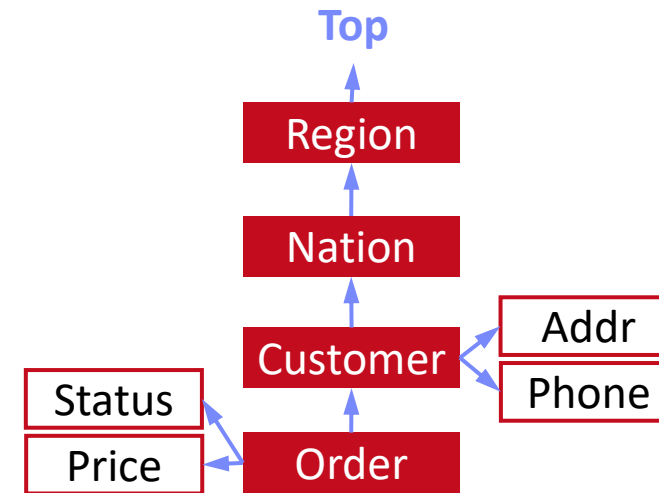 Top
Region
Nation
Customer
Addr
Phone
Status
Price
Order